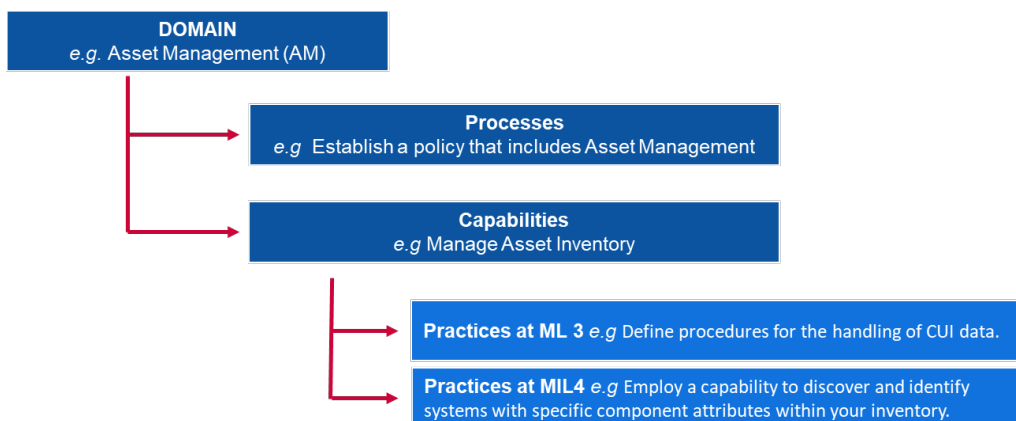 DOMAIN
e.g. Asset Management (AM)
Processes
e.g Establish a policy that includes Asset Management
Capabilities
e.g Manage Asset Inventory
Practices at ML 3 e.g Define procedures for the handling of CUI data.
Practices at MIL4 e.g Employ a capability to discover and identify
systems with specific component attributes within your inventory.